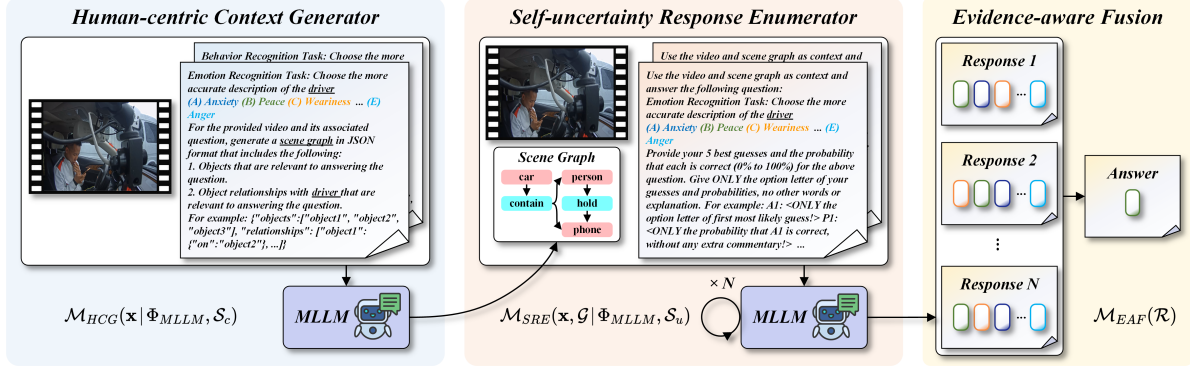 Human-centric Context Generator
Behavior Recognition Task: Choose the more
Emotion Recognition Task: Choose the more
accurate description of the driver
(A) Anxiety (B) Peace (C) Weariness ... (E)
Anger
For the provided video and its associated
question, generate a scene graph in JSON
format that includes the following:
1. Objects that are relevant to answering the
question.
2. Object relationships with driver that are
relevant to answering the question.
For example: {"objects":["object1", "object2",
"object3"], "relationships": ["object1":
{"on":"object2"}, ...]}
MLLM
M_HCG(x | Φ_MLLM, S_c)
Self-uncertainty Response Enumerator
Use the video and scene graph as context and
Use the video and scene graph as context and
answer the following question:
Emotion Recognition Task: Choose the more
accurate description of the driver
(A) Anxiety (B) Peace (C) Weariness ... (E)
Anger
Provide your 5 best guesses and the probability
that each is correct (0% to 100%) for the above
question. Give ONLY the option letter of your
guesses and probabilities, no other words or
explanation. For example: A1: <ONLY the
option letter of first most likely guess!> P1:
<ONLY the probability that A1 is correct,
without any extra commentary!> ...
Scene Graph
car
person
contain
hold
phone
× N
MLLM
M_SRE(x, G | Φ_MLLM, S_u)
Evidence-aware Fusion
Response 1
...
Response 2
...
Response N
...
Answer
M_EAF(R)